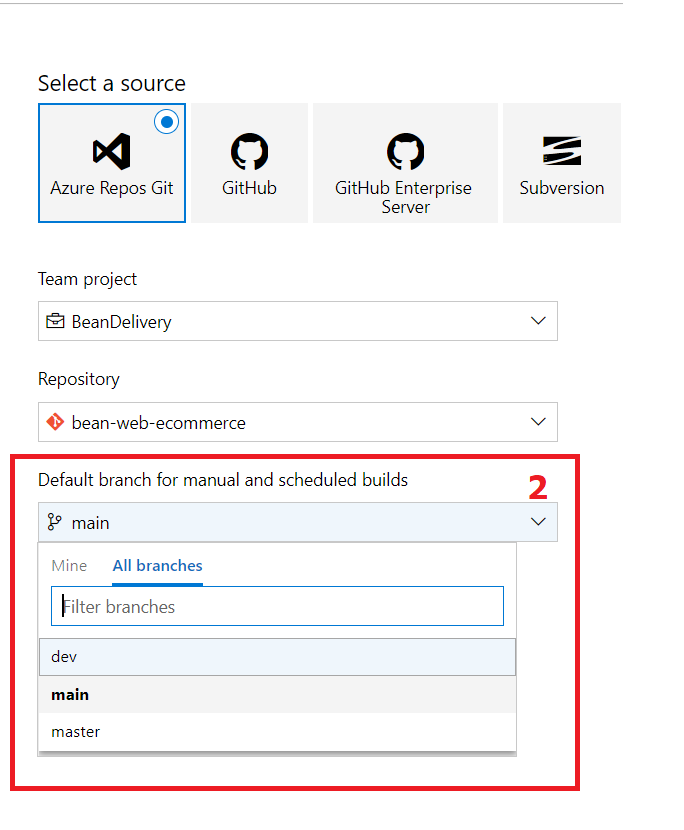 Select a source
Azure Repos Git
GitHub
GitHub Enterprise
Server
Subversion
Team project
BeanDelivery
Repository
bean-web-ecommerce
Default branch for manual and scheduled builds
2
main
Mine All branches
Filter branches
dev
main
master